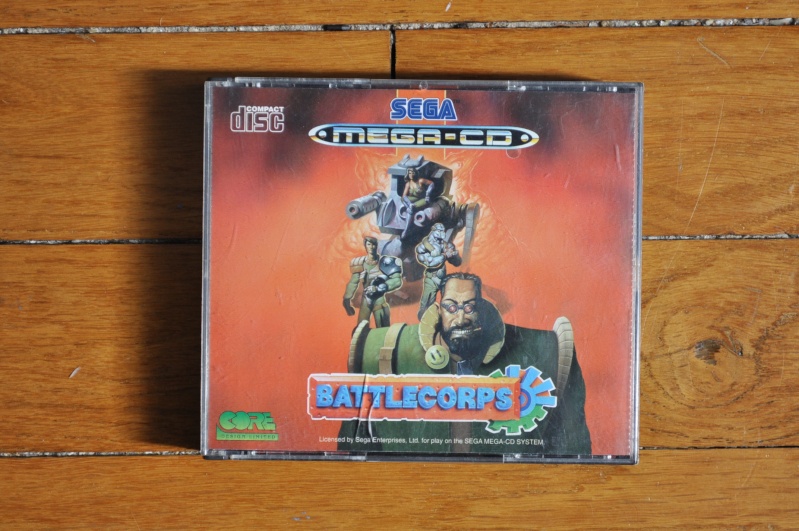 COMPACT
disc
SEGA
MEGA-CD
BATTLECORPS
CORE
DESIGN LIMITED
Licensed by Sega Enterprises, Ltd. for play on the SEGA MEGA-CD SYSTEM